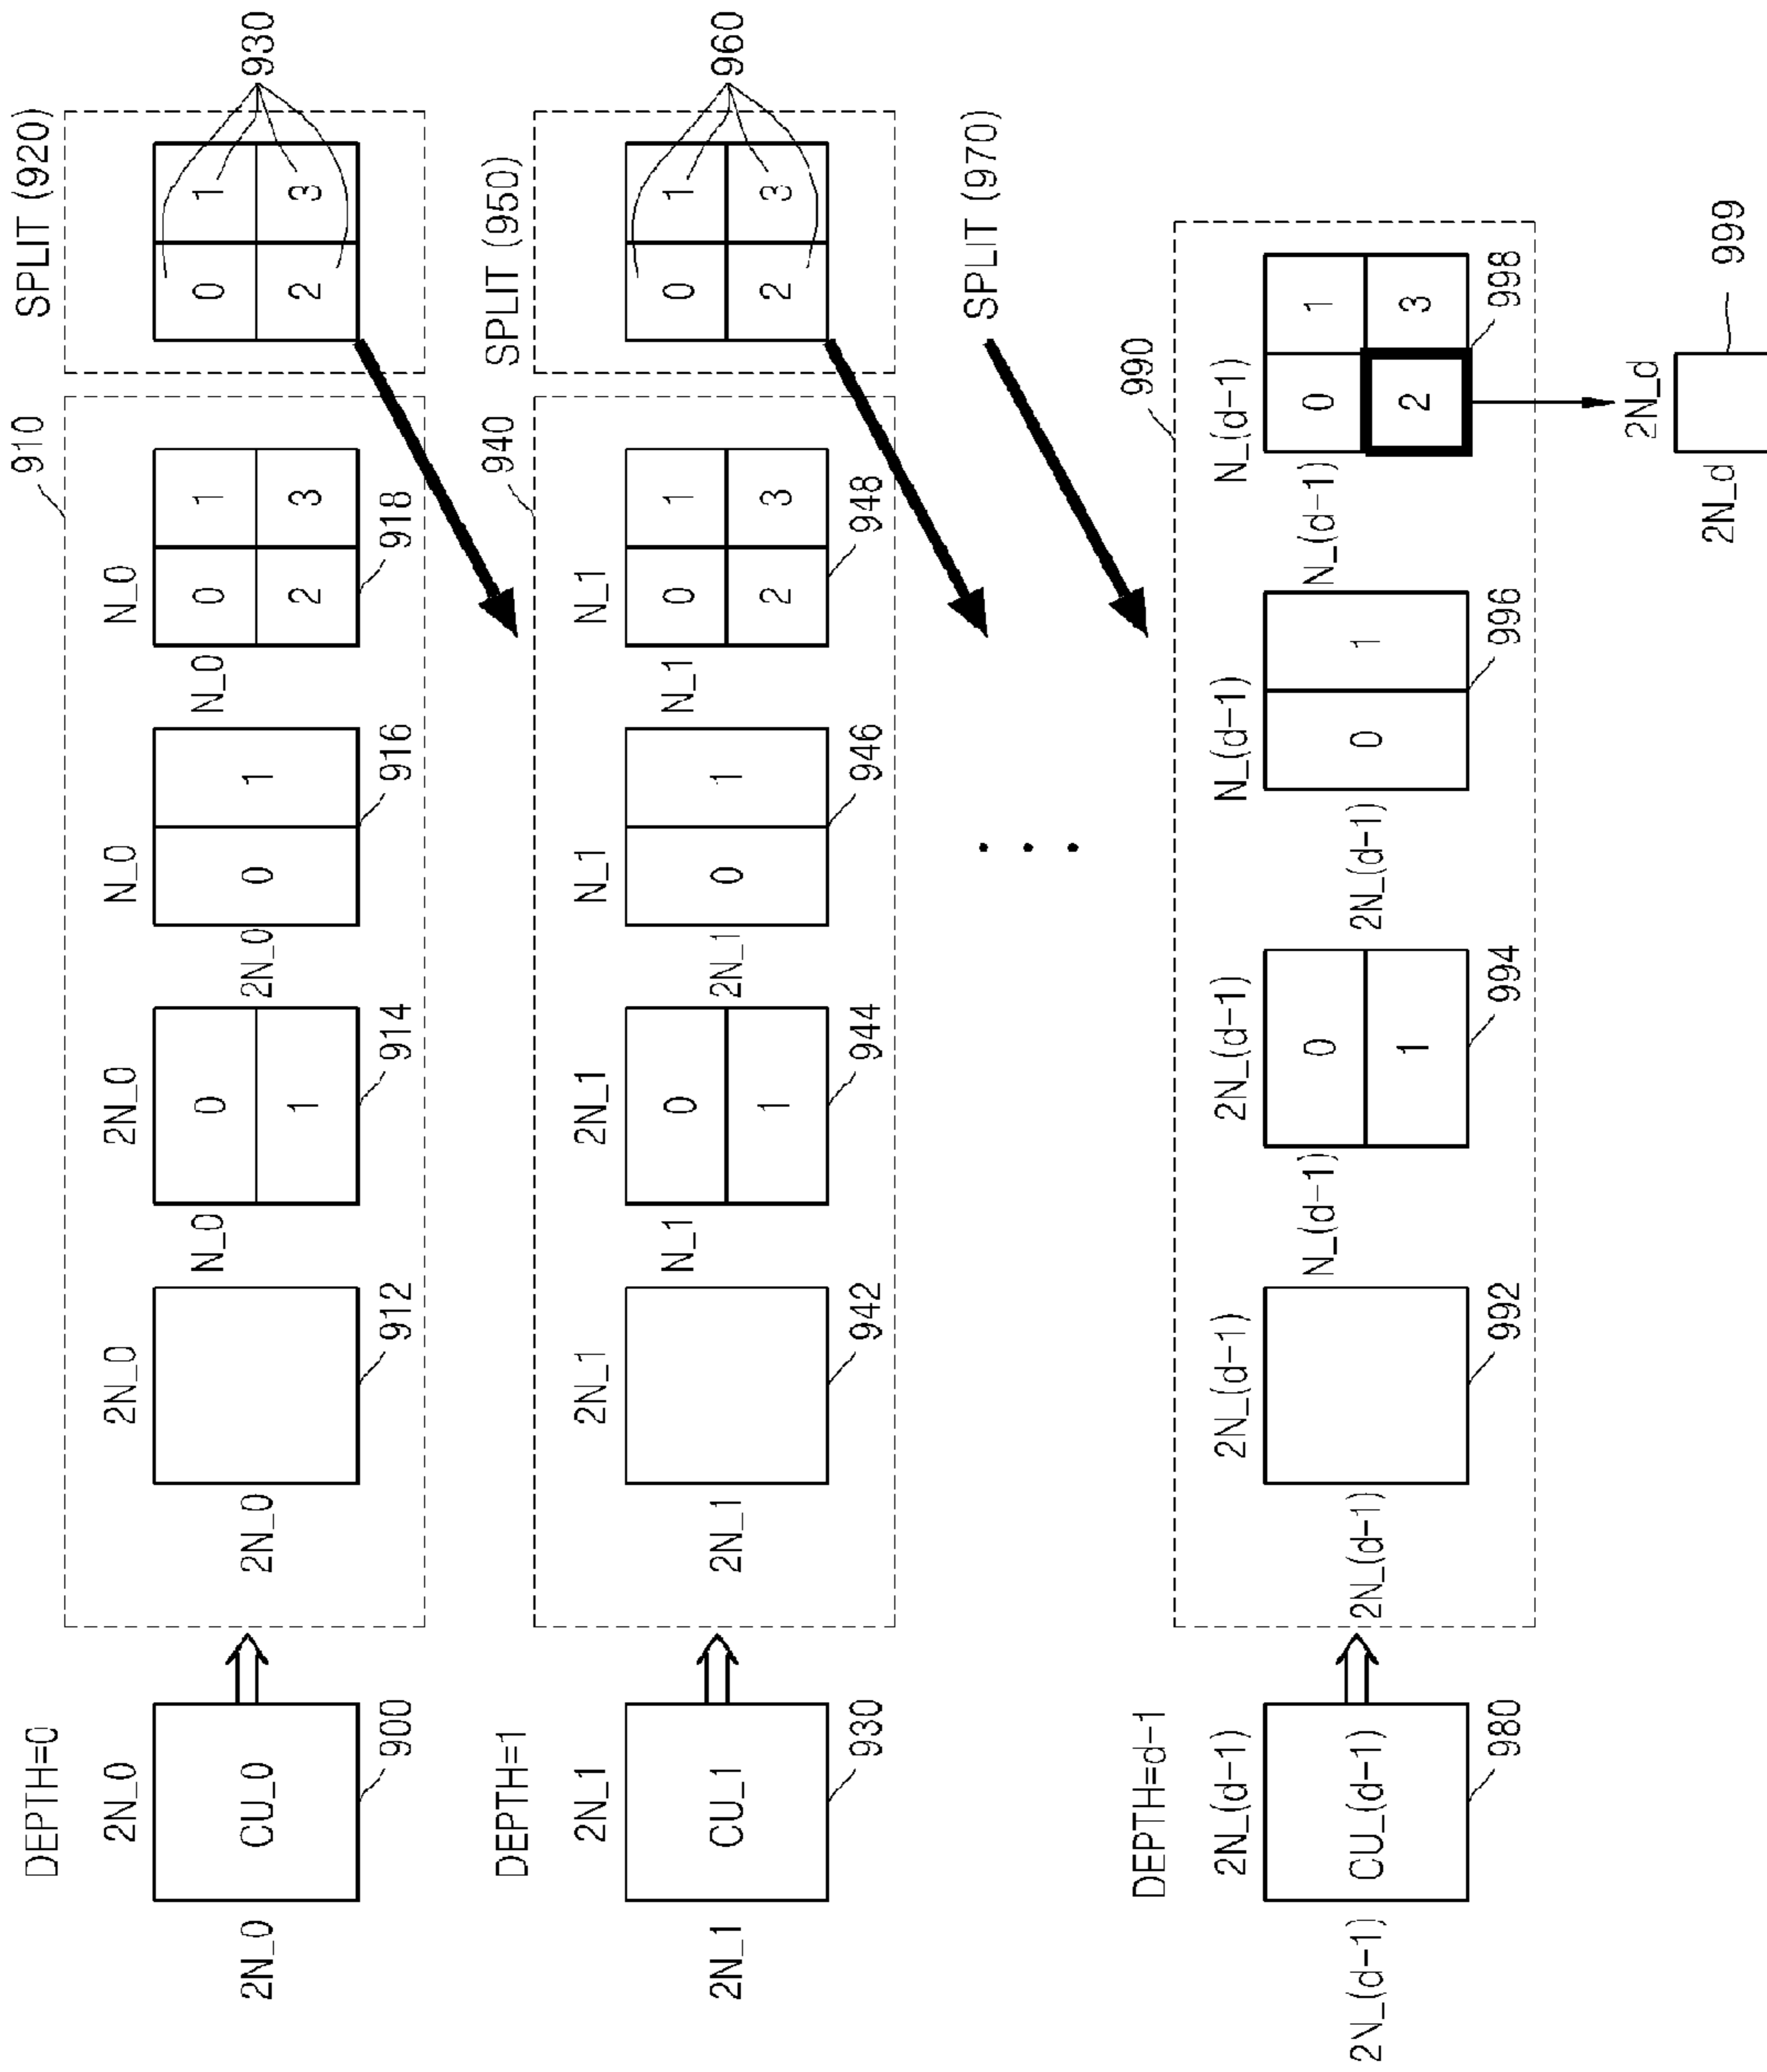 DEPTH=0
2N_0
2N_0
CU_0
900
910
2N_0
2N_0
912
2N_0
N_0
0
1
914
N_0
2N_0
0
1
916
N_0
N_0
0
1
2
3
918
SPLIT (920)
0
1
2
3
930
DEPTH=1
2N_1
2N_1
CU_1
930
940
2N_1
2N_1
942
2N_1
N_1
0
1
944
N_1
2N_1
0
1
946
N_1
N_1
0
1
2
3
948
SPLIT (950)
0
1
2
3
960
SPLIT (970)
DEPTH=d-1
2N_(d-1)
2N_(d-1)
CU_(d-1)
980
990
2N_(d-1)
2N_(d-1)
992
2N_(d-1)
N_(d-1)
0
1
994
N_(d-1)
2N_(d-1)
0
1
996
N_(d-1)
N_(d-1)
0
1
2
3
998
2N_d
2N_d
999